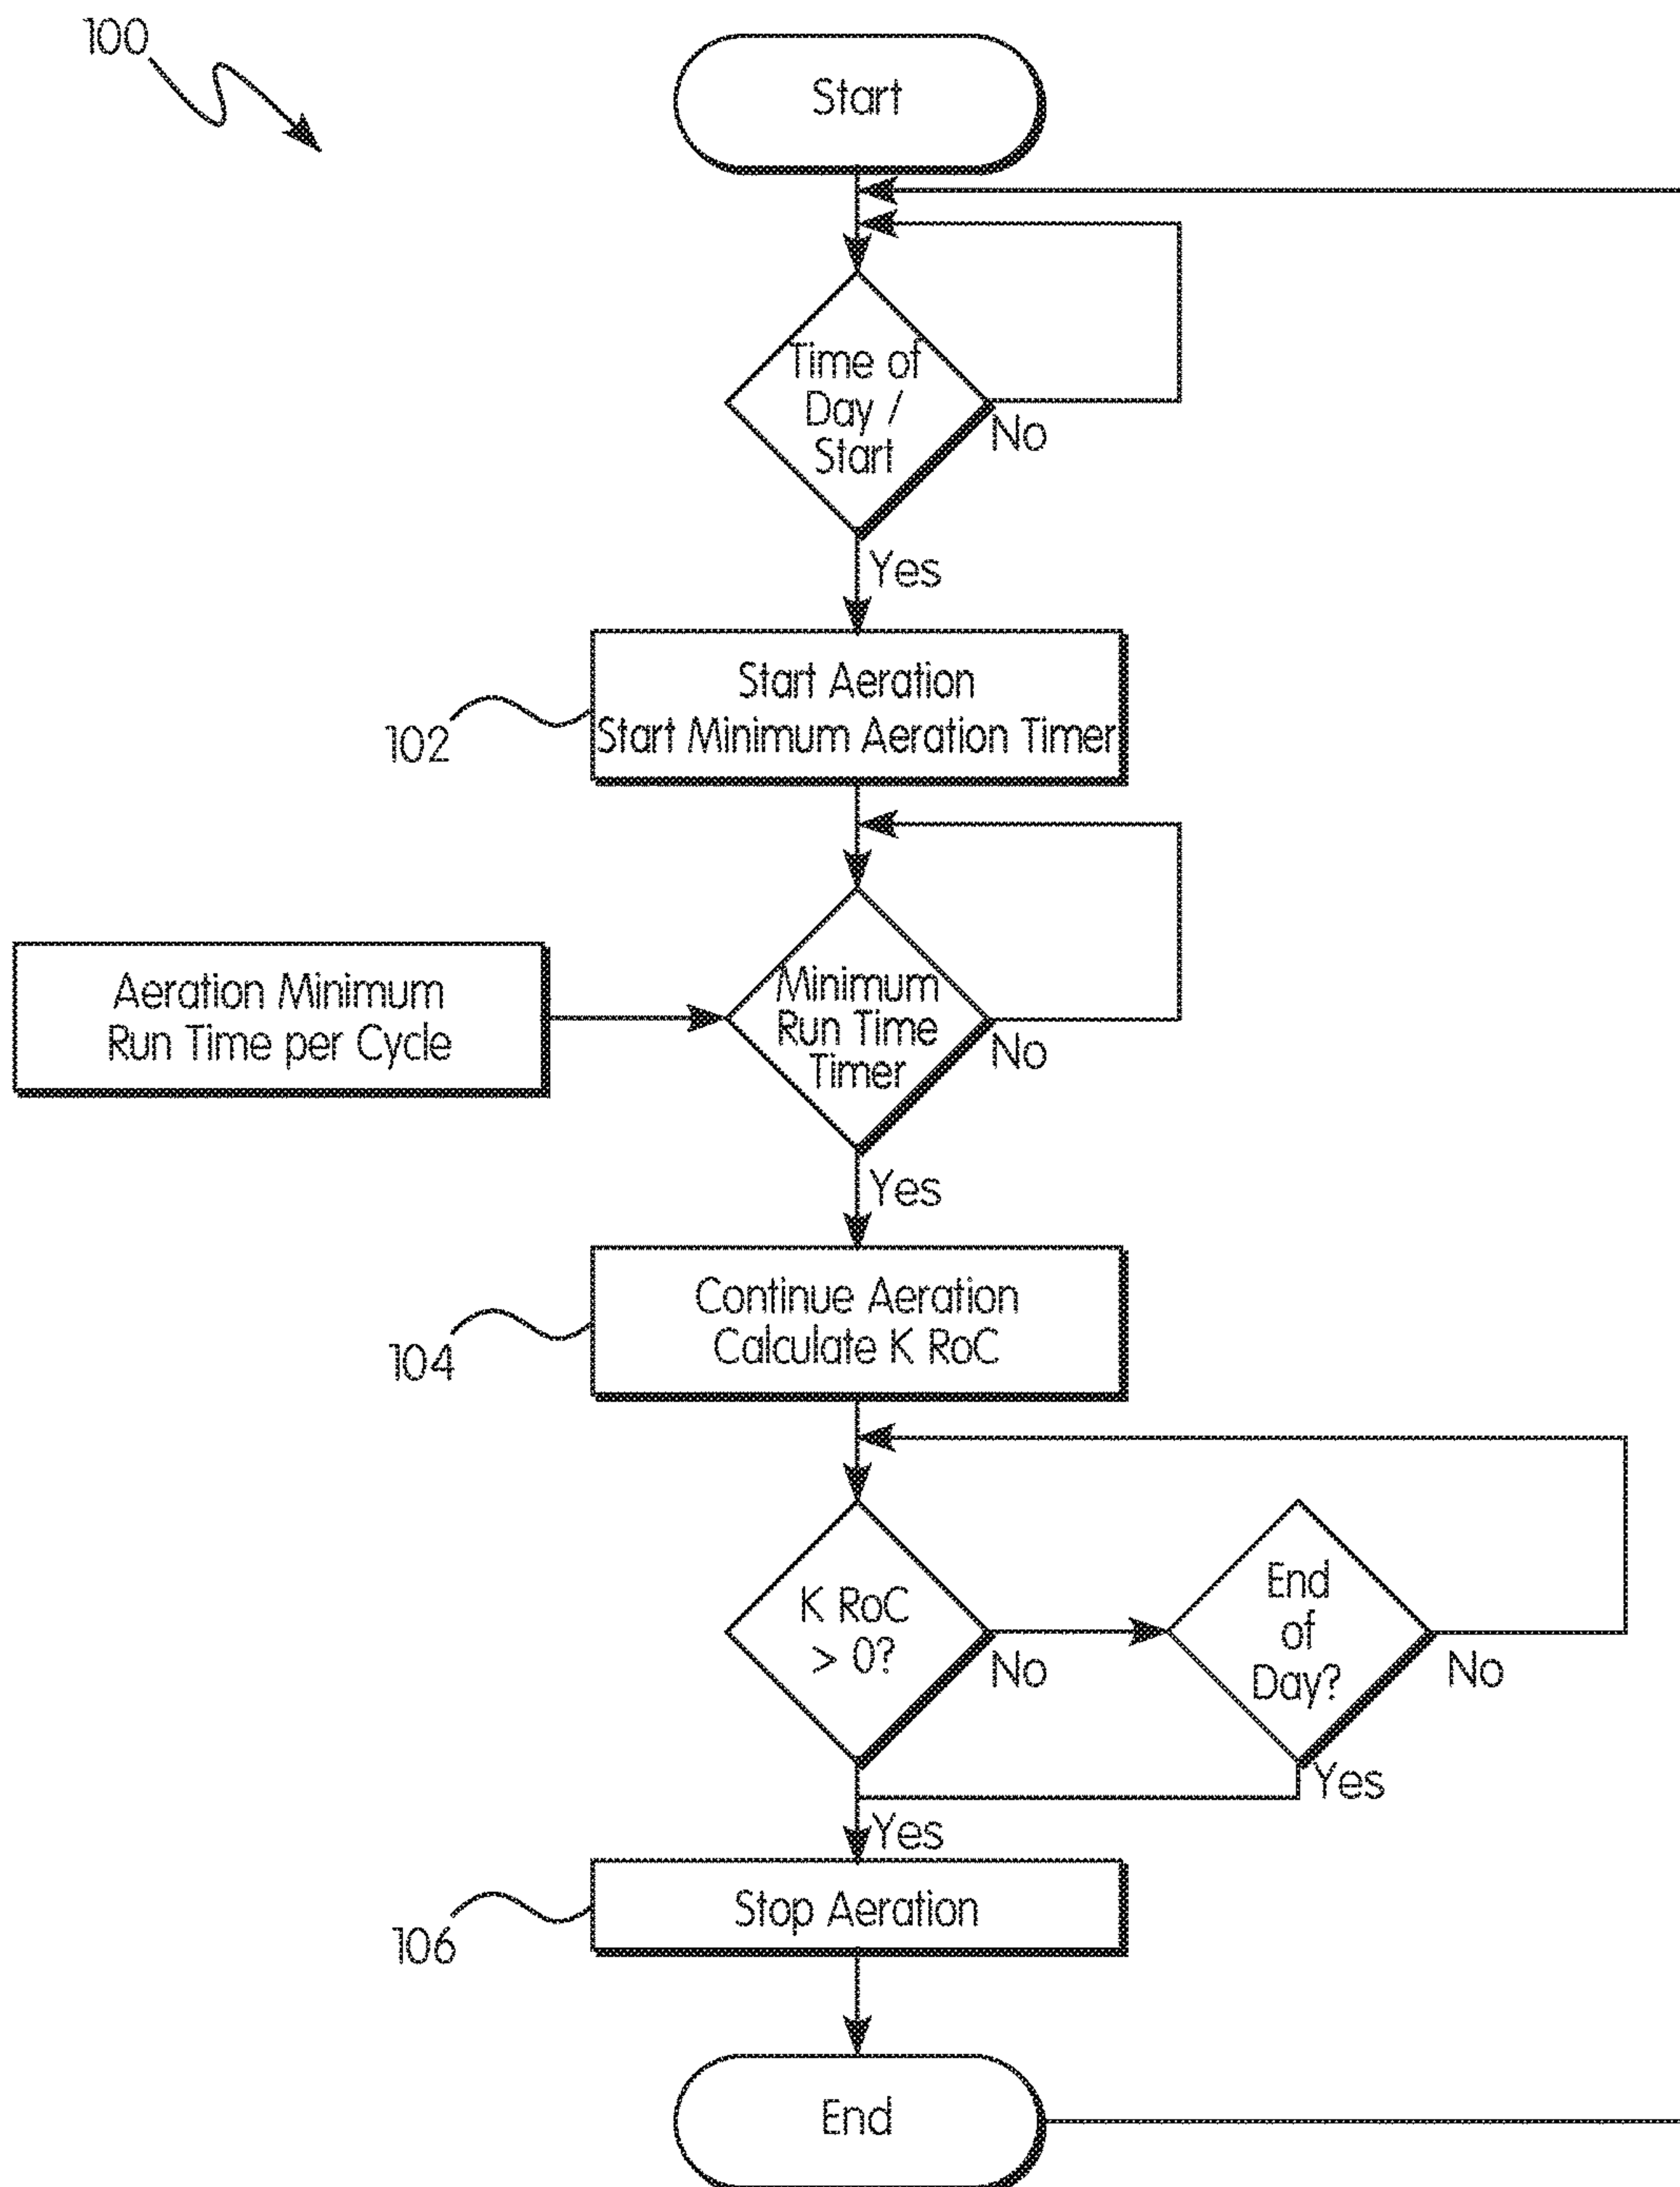 100
Start
Time of
Day /
Start
No
Yes
Start Aeration
Start Minimum Aeration Timer
102
Aeration Minimum
Run Time per Cycle
Minimum
Run Time
Timer
No
Yes
Continue Aeration
Calculate K RoC
104
K RoC
> 0?
No
End
of
Day?
No
Yes
Yes
Stop Aeration
106
End